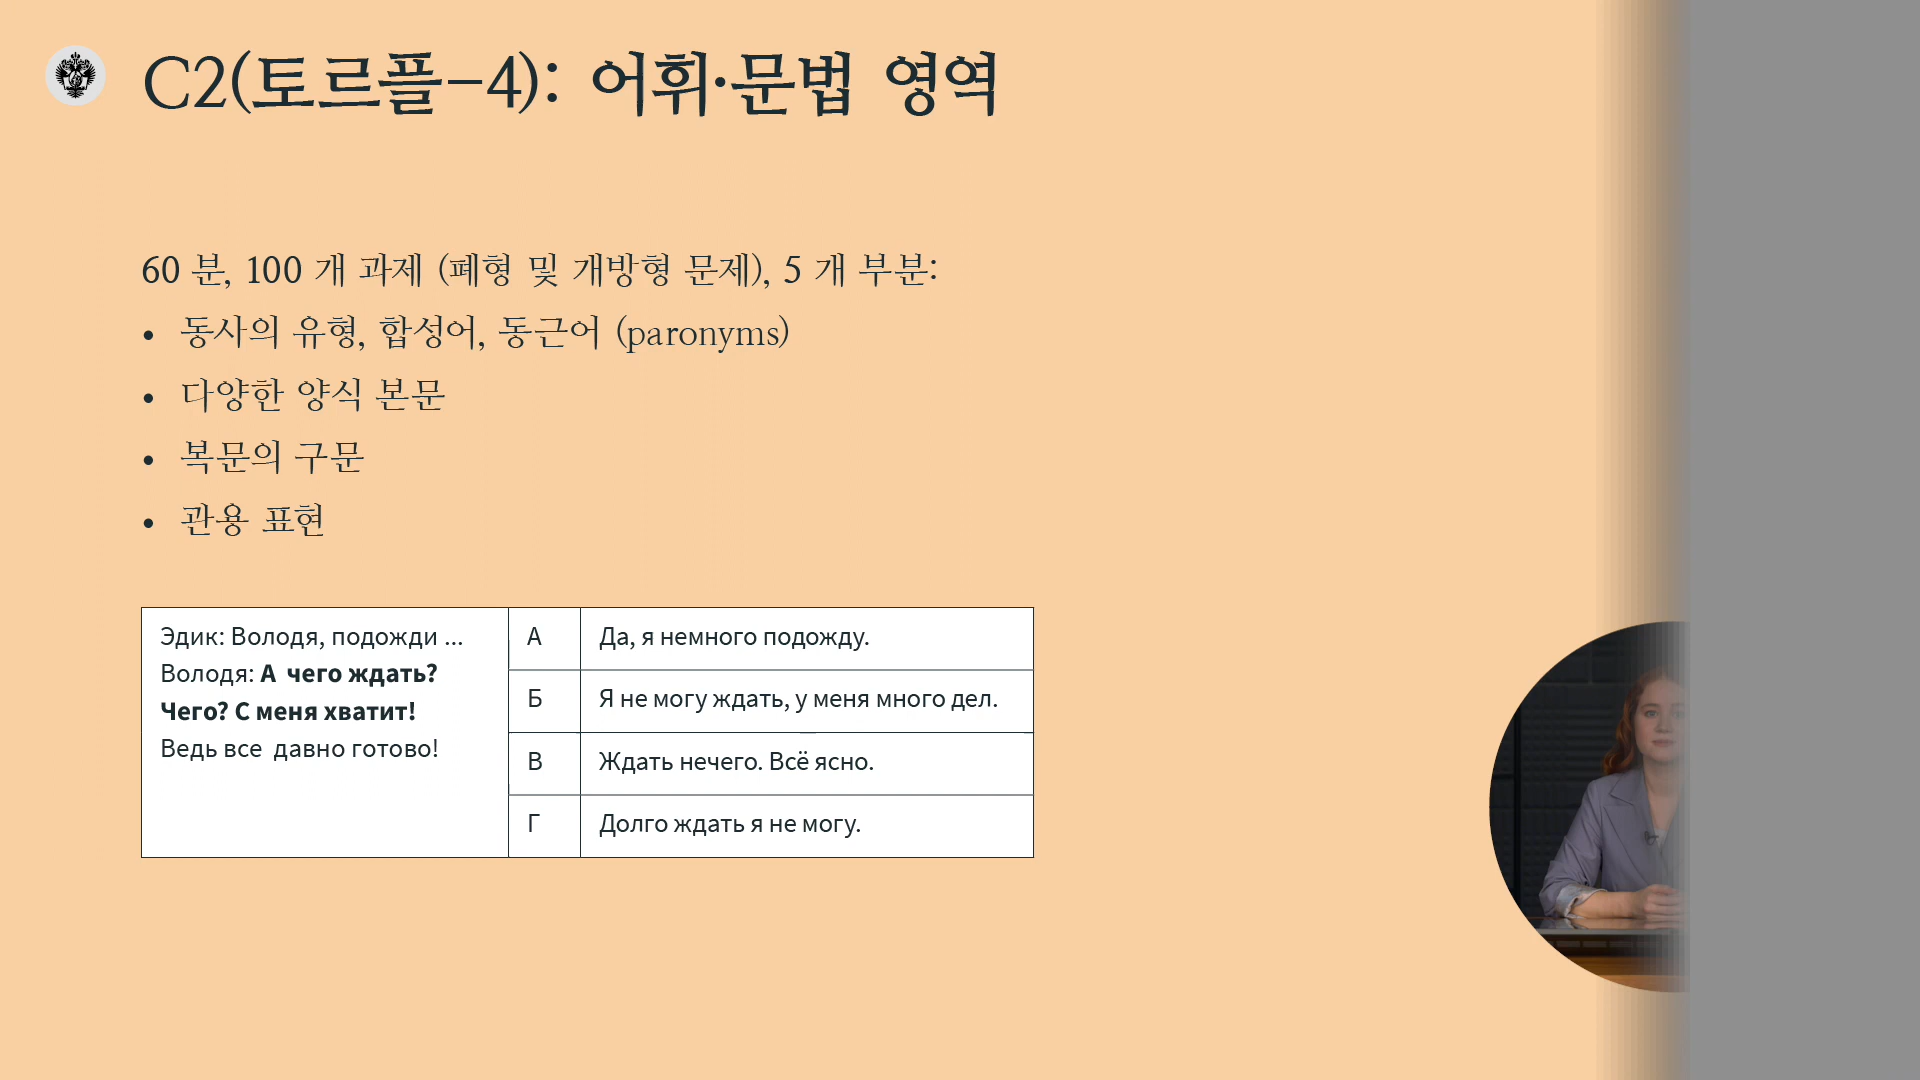 C2(토르플-4): 어휘·문법 영역
60 분, 100 개 과제 (폐형 및 개방형 문제), 5 개 부분:
• 동사의 유형, 합성어, 동근어 (paronyms)
• 다양한 양식 본문
• 복문의 구문
• 관용 표현
Эдик: Володя, подожди ...
Володя: А чего ждать?
Чего? С меня хватит!
Ведь все давно готово!
А Да, я немного подожду.
Б Я не могу ждать, у меня много дел.
В Ждать нечего. Всё ясно.
Г Долго ждать я не могу.